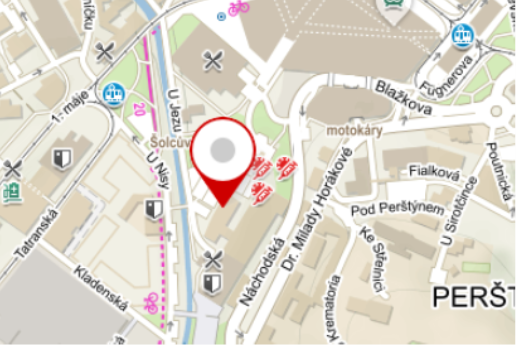 Fügnerova
Blažkova
1. máje
U Jezu
20
Šolcův
motokáry
Dr. Milady Horákové
Fialková
Poutnická
U Nisy
Pod Perštýnem
U Sirotčince
Tatranská
Ke Střelnici
Náchodská
Kladenská
Krematoria
PERŠT